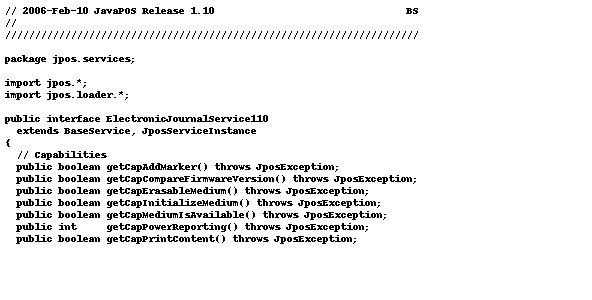 // 2006-Feb-10 JavaPOS Release 1.10                                BS
//
/////////////////////////////////////////////////////////////////////
package jpos.services;
import jpos.*;
import jpos.loader.*;
public interface ElectronicJournalService110
  extends BaseService, JposServiceInstance
{
  // Capabilities
  public boolean getCapAddMarker() throws JposException;
  public boolean getCapCompareFirmwareVersion() throws JposException;
  public boolean getCapErasableMedium() throws JposException;
  public boolean getCapInitializeMedium() throws JposException;
  public boolean getCapMediumIsAvailable() throws JposException;
  public int     getCapPowerReporting() throws JposException;
  public boolean getCapPrintContent() throws JposException;